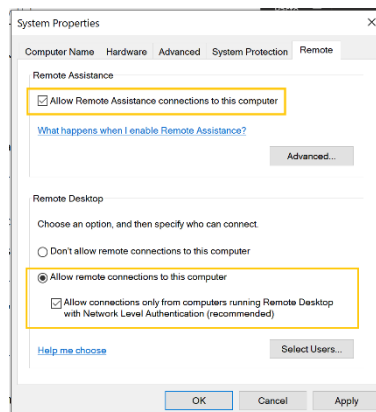 System Properties
Computer Name Hardware Advanced System Protection Remote
Remote Assistance
Allow Remote Assistance connections to this computer
What happens when I enable Remote Assistance?
Advanced...
Remote Desktop
Choose an option, and then specify who can connect.
Don't allow remote connections to this computer
Allow remote connections to this computer
Allow connections only from computers running Remote Desktop
with Network Level Authentication (recommended)
Help me choose
Select Users...
OK Cancel Apply